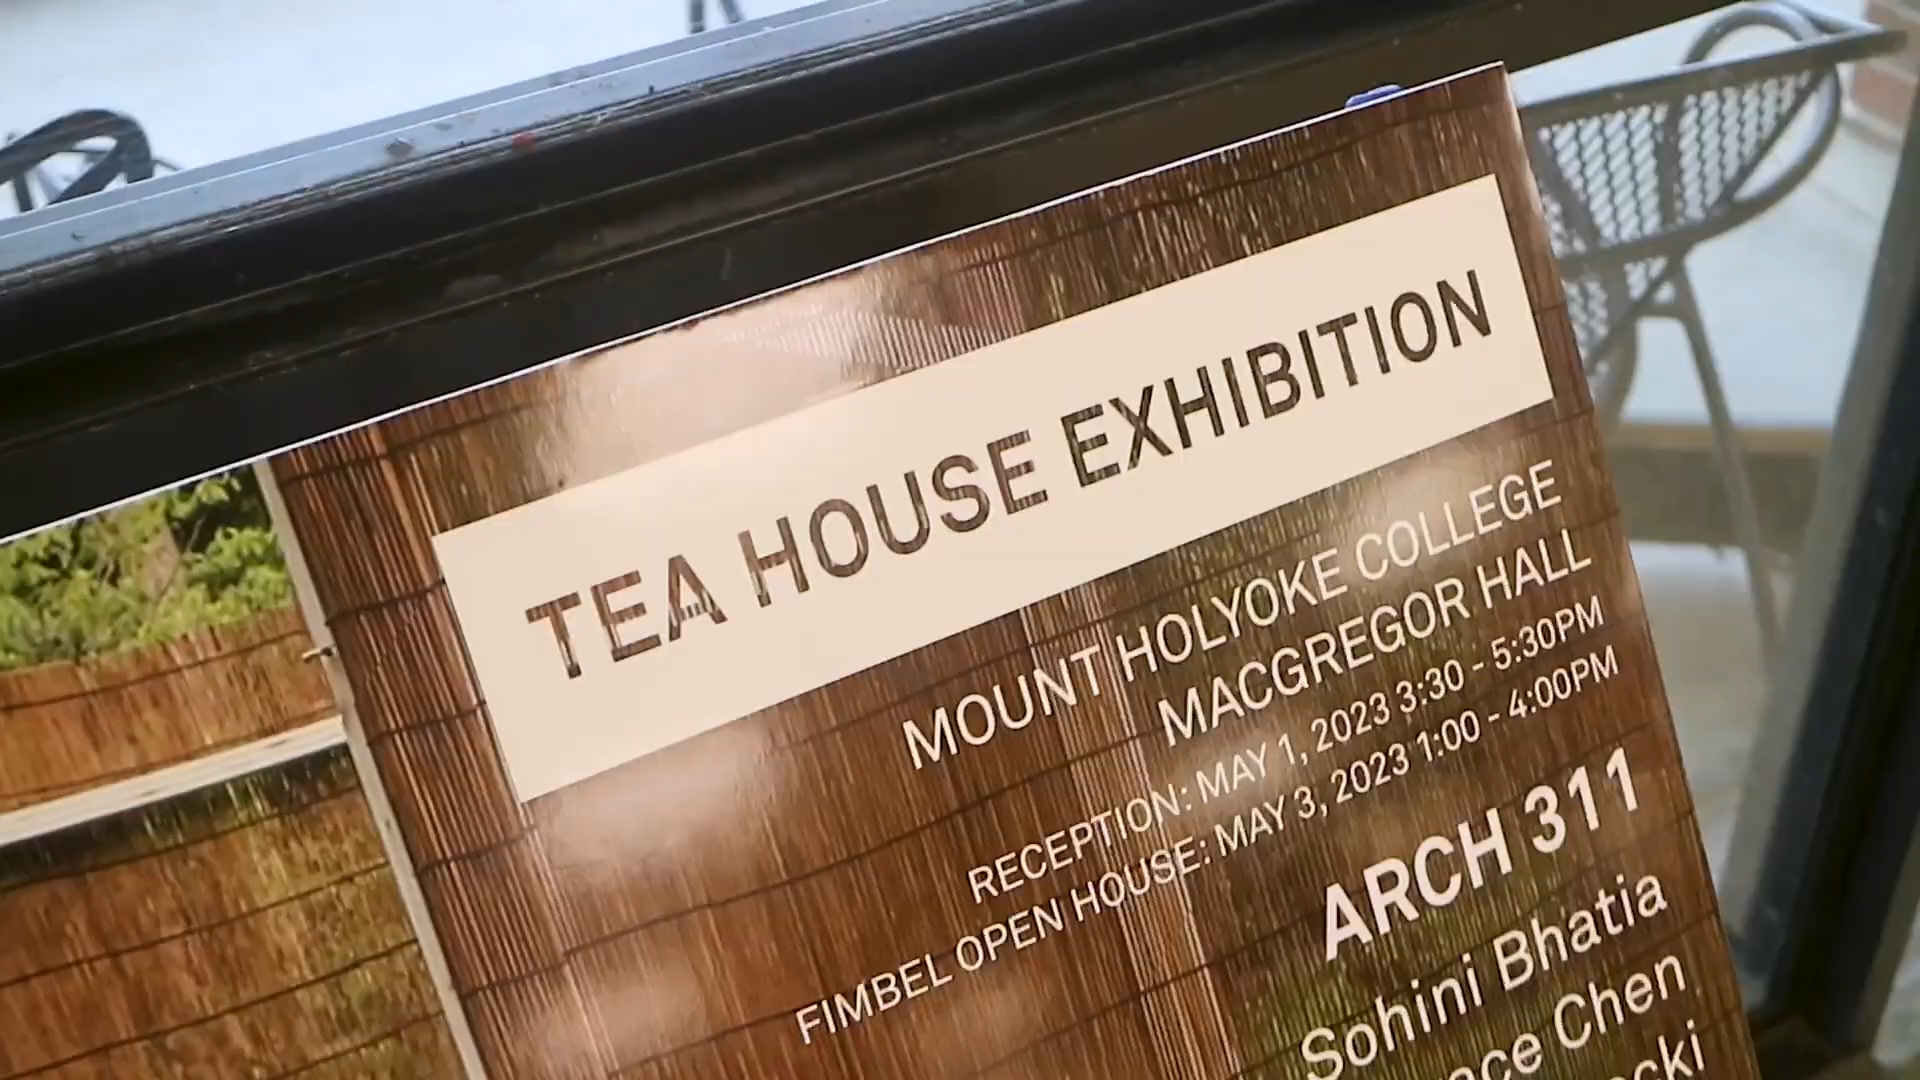 TEA HOUSE EXHIBITION
MOUNT HOLYOKE COLLEGE
MACGREGOR HALL
RECEPTION: MAY 1, 2023 3:30 - 5:30PM
FIMBEL OPEN HOUSE: MAY 3, 2023 1:00 - 4:00PM
ARCH 311
Sohini Bhatia
Chen